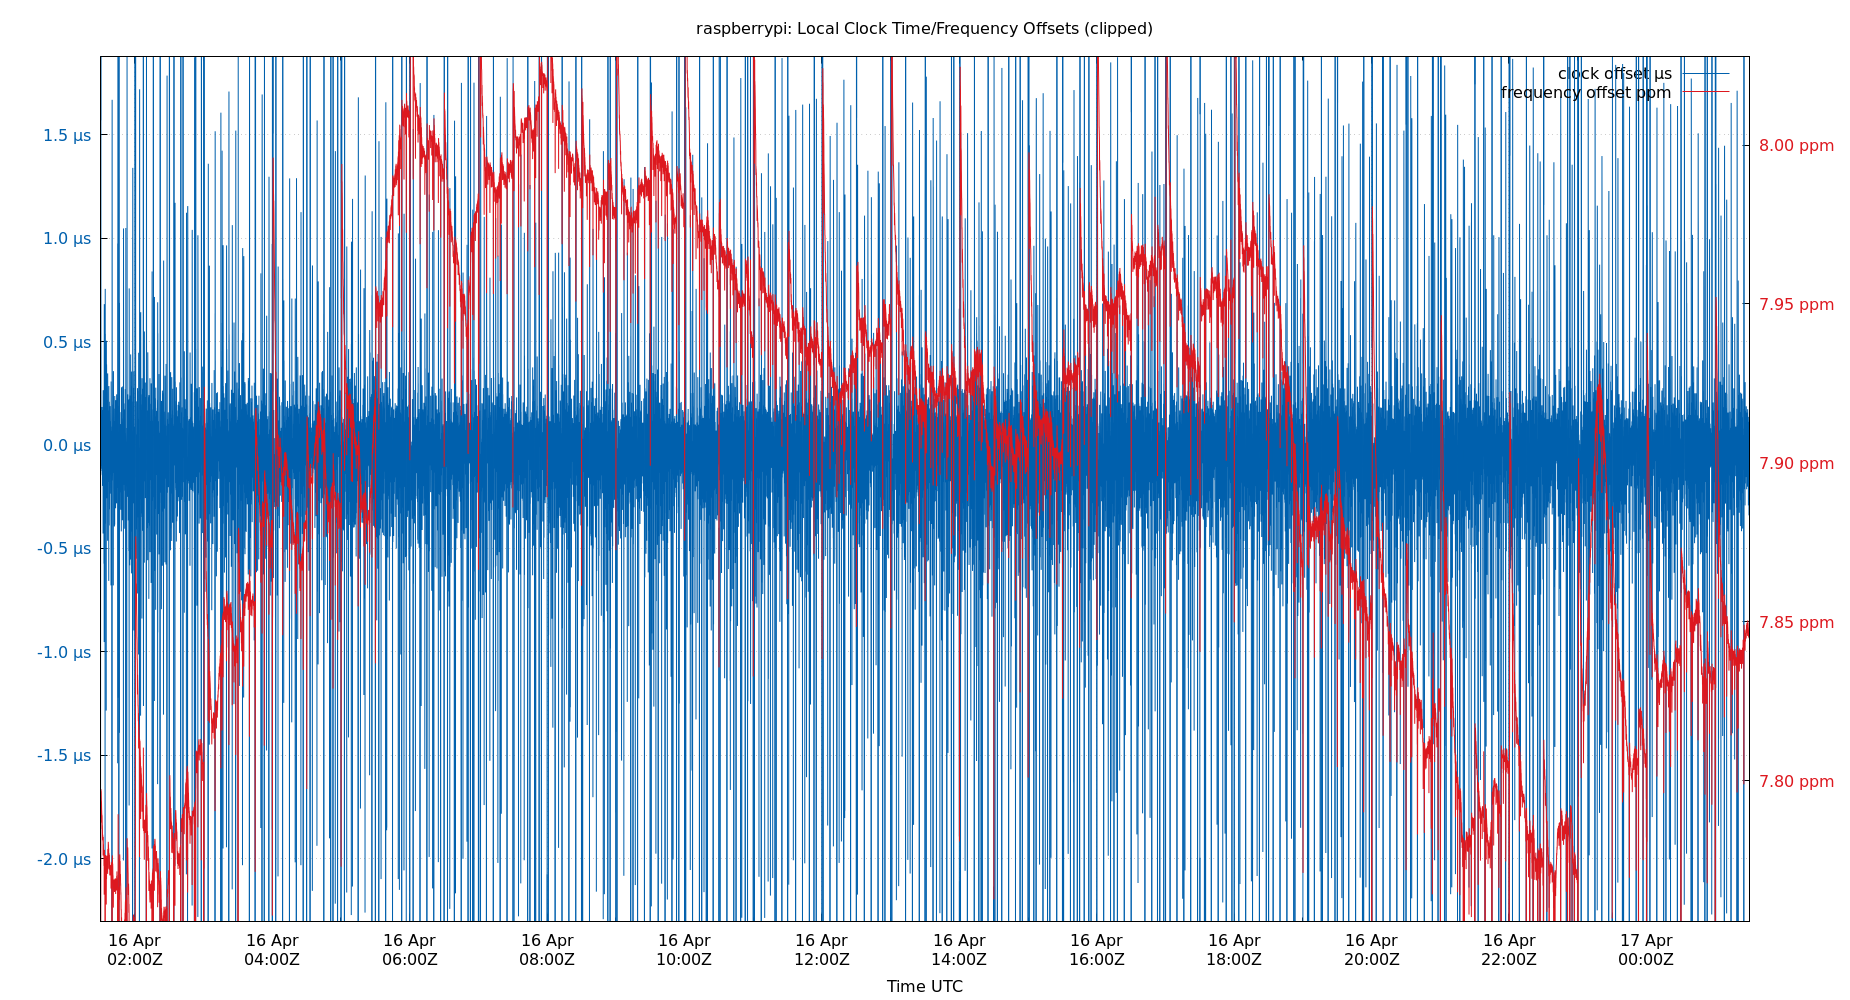 raspberrypi: Local Clock Time/Frequency Offsets (clipped)
clock offset µs
frequency offset ppm
1.5 µs
1.0 µs
0.5 µs
0.0 µs
-0.5 µs
-1.0 µs
-1.5 µs
-2.0 µs
8.00 ppm
7.95 ppm
7.90 ppm
7.85 ppm
7.80 ppm
16 Apr 16 Apr 16 Apr 16 Apr 16 Apr 16 Apr 16 Apr 16 Apr 16 Apr 16 Apr 16 Apr 17 Apr
02:00Z 04:00Z 06:00Z 08:00Z 10:00Z 12:00Z 14:00Z 16:00Z 18:00Z 20:00Z 22:00Z 00:00Z
Time UTC